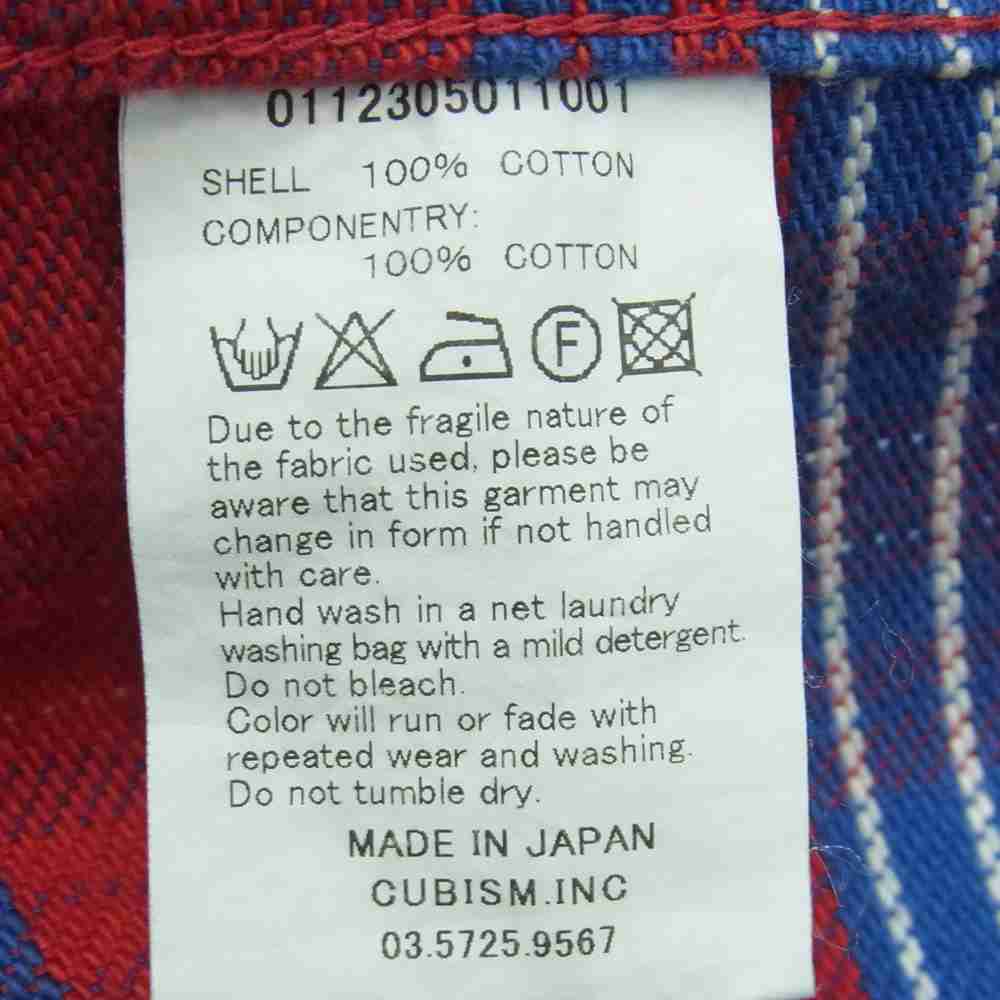 0112305011001
SHELL 100% COTTON
COMPONENTRY:
100% COTTON
F
Due to the fragile nature of
the fabric used, please be
aware that this garment may
change in form if not handled
with care.
Hand wash in a net laundry
washing bag with a mild detergent.
Do not bleach.
Color will run or fade with
repeated wear and washing.
Do not tumble dry.
MADE IN JAPAN
CUBISM.INC
03.5725.9567